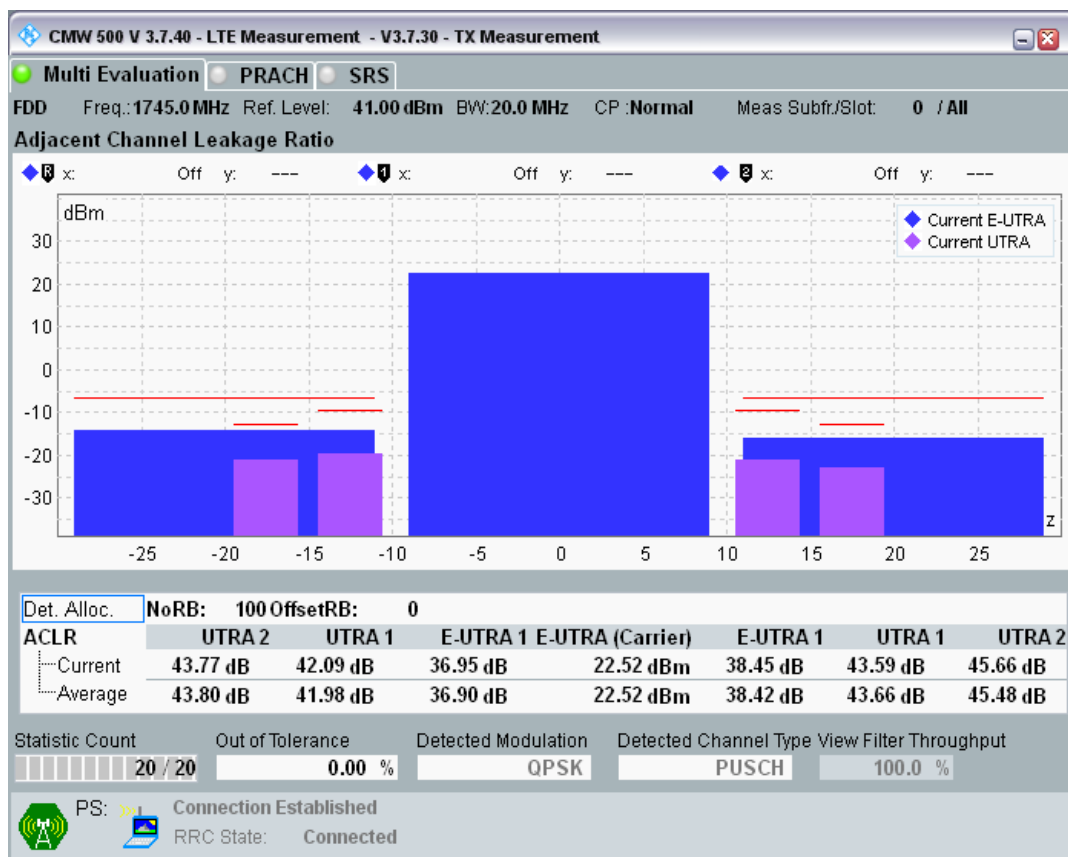 CMW 500 V 3.7.40 - LTE Measurement - V3.7.30 - TX Measurement
Multi Evaluation PRACH SRS
FDD Freq.: 1745.0 MHz Ref. Level: 41.00 dBm BW: 20.0 MHz CP : Normal Meas Subfr./Slot: 0 / All
Adjacent Channel Leakage Ratio
R x: Off y: --- 1 x: Off y: --- 2 x: Off y: ---
dBm
Current E-UTRA
Current UTRA
30
20
10
0
-10
-20
-30
z
-25 -20 -15 -10 -5 0 5 10 15 20 25
Det. Alloc. NoRB: 100 OffsetRB: 0
ACLR UTRA 2 UTRA 1 E-UTRA 1 E-UTRA (Carrier) E-UTRA 1 UTRA 1 UTRA 2
Current 43.77 dB 42.09 dB 36.95 dB 22.52 dBm 38.45 dB 43.59 dB 45.66 dB
Average 43.80 dB 41.98 dB 36.90 dB 22.52 dBm 38.42 dB 43.66 dB 45.48 dB
Statistic Count Out of Tolerance Detected Modulation Detected Channel Type View Filter Throughput
20 / 20 0.00 % QPSK PUSCH 100.0 %
PS: Connection Established
RRC State: Connected